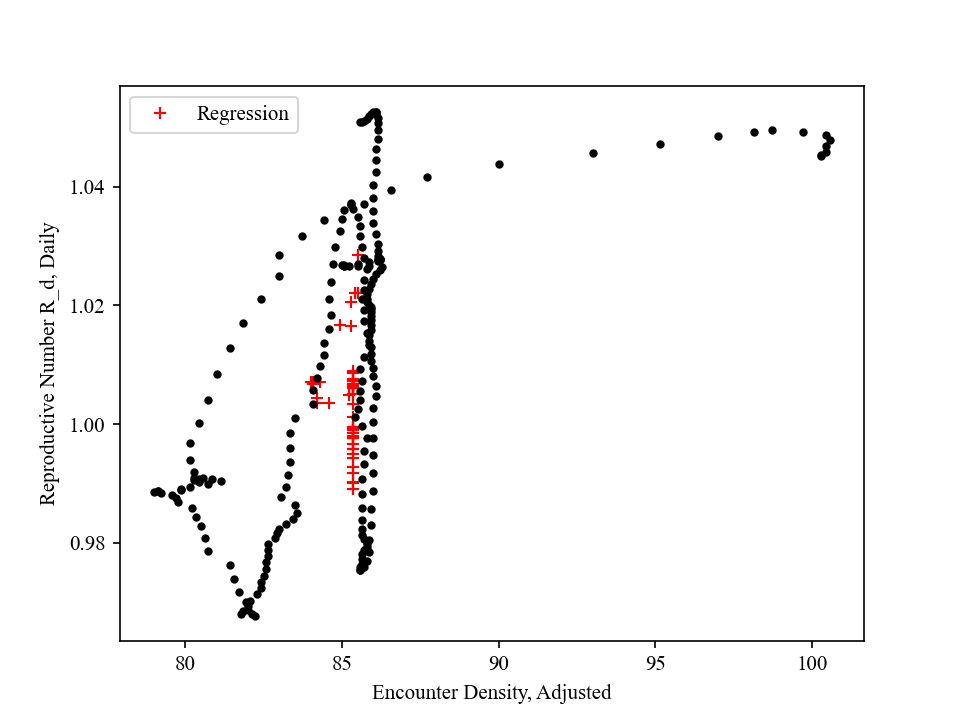 Regression
1.04
1.02
1.00
0.98
Reproductive Number R_d, Daily
80 85 90 95 100
Encounter Density, Adjusted